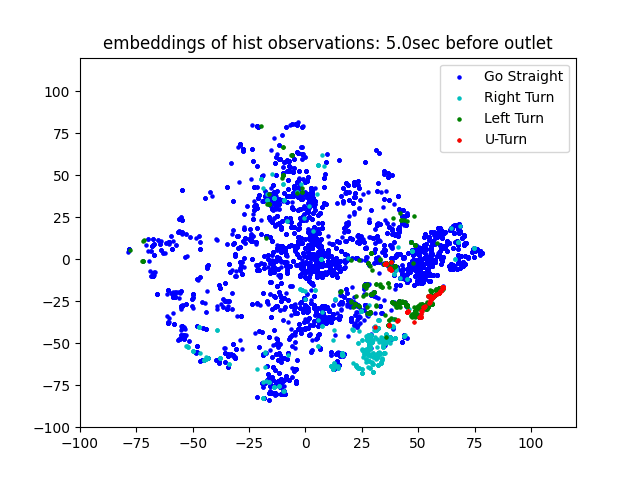 embeddings of hist observations: 5.0sec before outlet
Go Straight
Right Turn
Left Turn
U-Turn
100
75
50
25
0
−25
−50
−75
−100
−100 −75 −50 −25 0 25 50 75 100